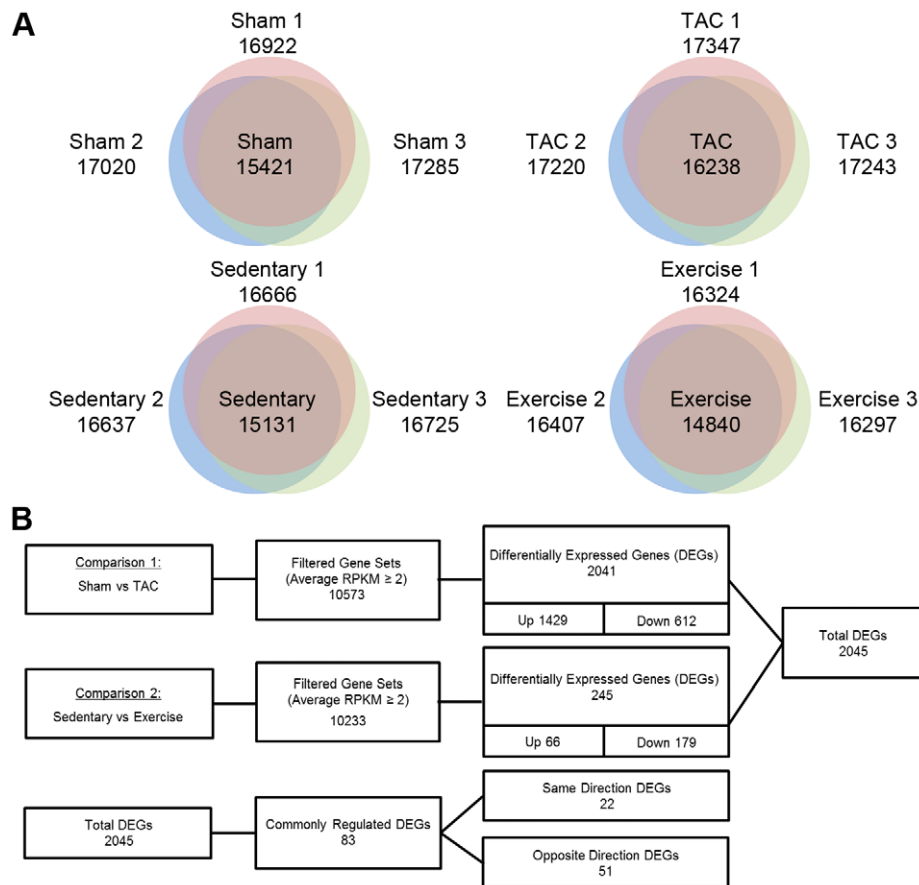 A
Sham 1
16922
Sham 2
17020
Sham
15421
Sham 3
17285
TAC 1
17347
TAC 2
17220
TAC
16238
TAC 3
17243
Sedentary 1
16666
Sedentary 2
16637
Sedentary
15131
Sedentary 3
16725
Exercise 1
16324
Exercise 2
16407
Exercise
14840
Exercise 3
16297
B
Comparison 1:
Sham vs TAC
Filtered Gene Sets
(Average RPKM ≥ 2)
10573
Differentially Expressed Genes (DEGs)
2041
Up 1429
Down 612
Total DEGs
2045
Comparison 2:
Sedentary vs Exercise
Filtered Gene Sets
(Average RPKM ≥ 2)
10233
Differentially Expressed Genes (DEGs)
245
Up 66
Down 179
Total DEGs
2045
Commonly Regulated DEGs
83
Same Direction DEGs
22
Opposite Direction DEGs
51